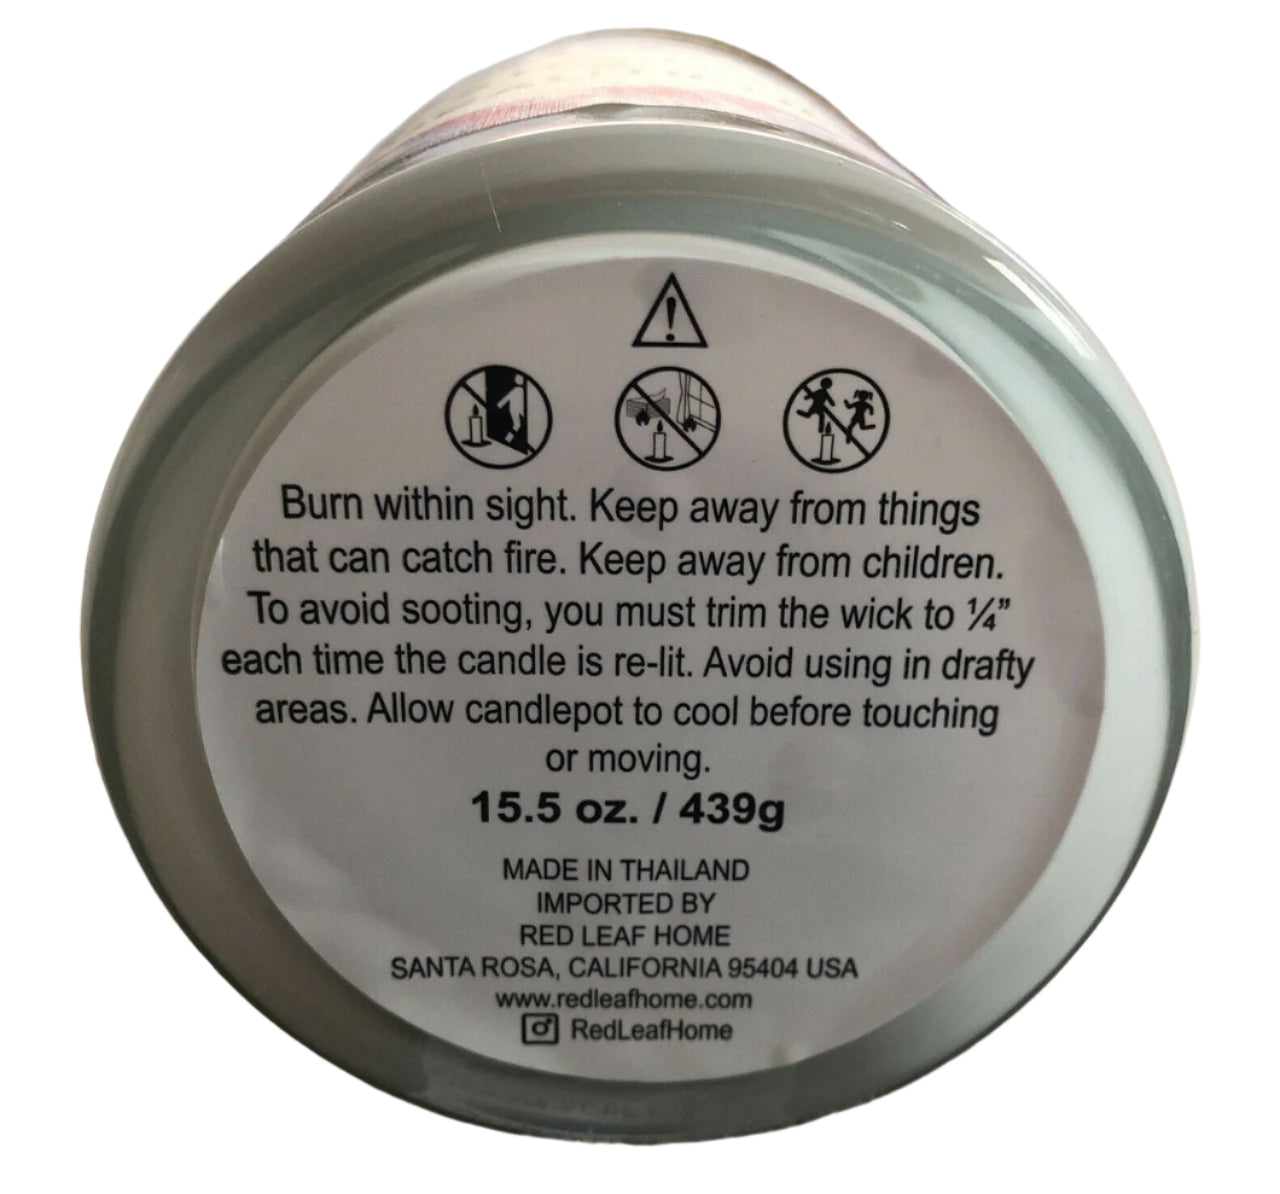 Burn within sight. Keep away from things
that can catch fire. Keep away from children.
To avoid sooting, you must trim the wick to ¼”
each time the candle is re-lit. Avoid using in drafty
areas. Allow candlepot to cool before touching
or moving.
15.5 oz. / 439g
MADE IN THAILAND
IMPORTED BY
RED LEAF HOME
SANTA ROSA, CALIFORNIA 95404 USA
www.redleafhome.com
RedLeafHome